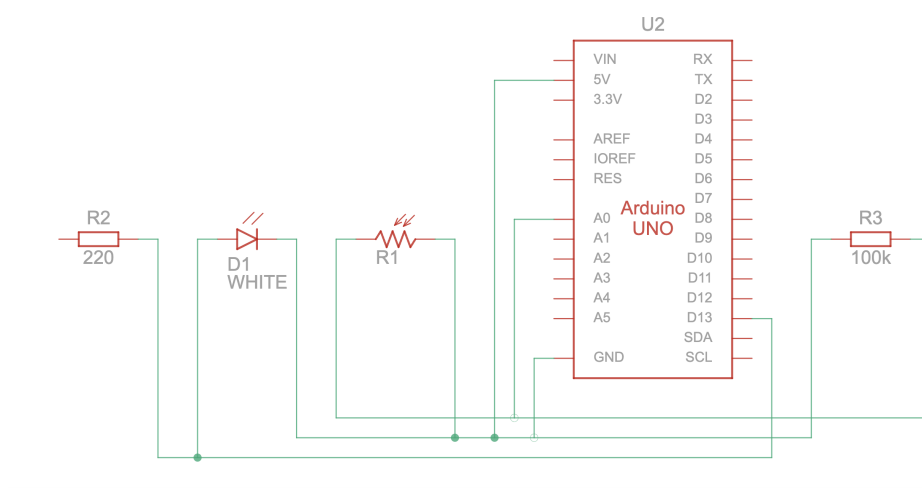 U2
VIN RX
5V TX
3.3V D2
D3
AREF D4
IOREF D5
RES D6
D7
A0 D8
A1 D9
A2 D10
A3 D11
A4 D12
A5 D13
SDA
GND SCL
Arduino
UNO
R2
220
D1
WHITE
R1
R3
100k